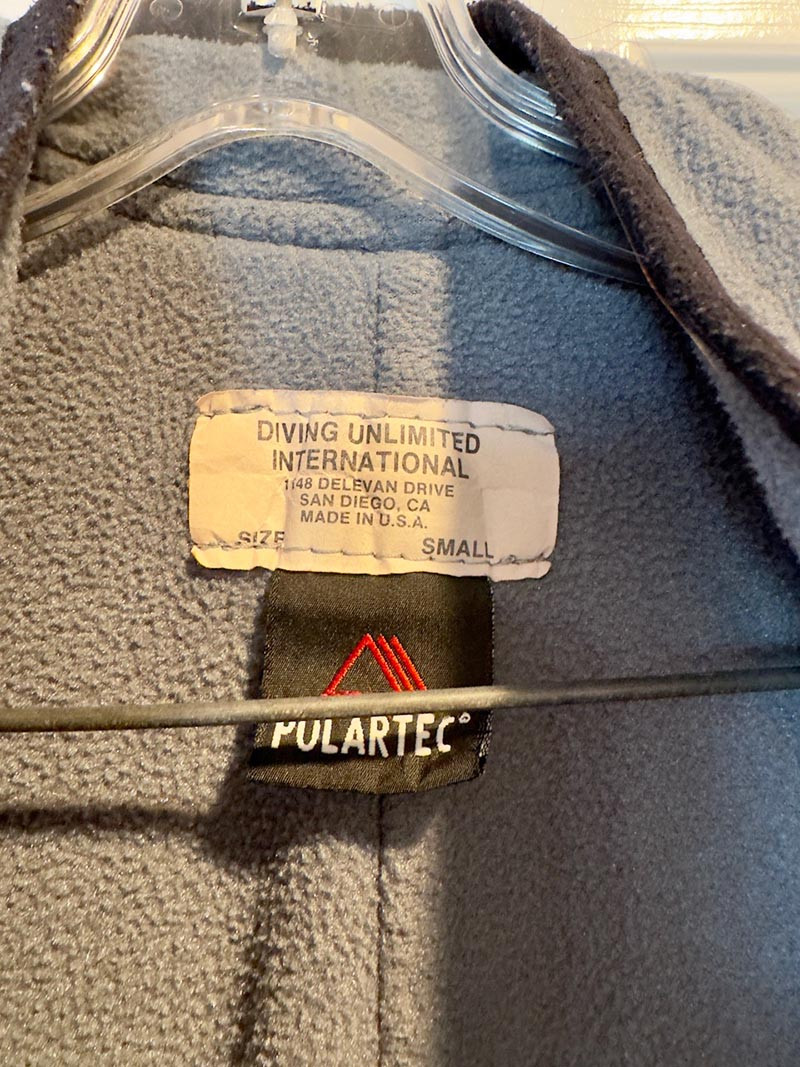 DIVING UNLIMITED
INTERNATIONAL
1148 DELEVAN DRIVE
SAN DIEGO, CA
MADE IN U.S.A.
SIZE SMALL
POLARTEC®